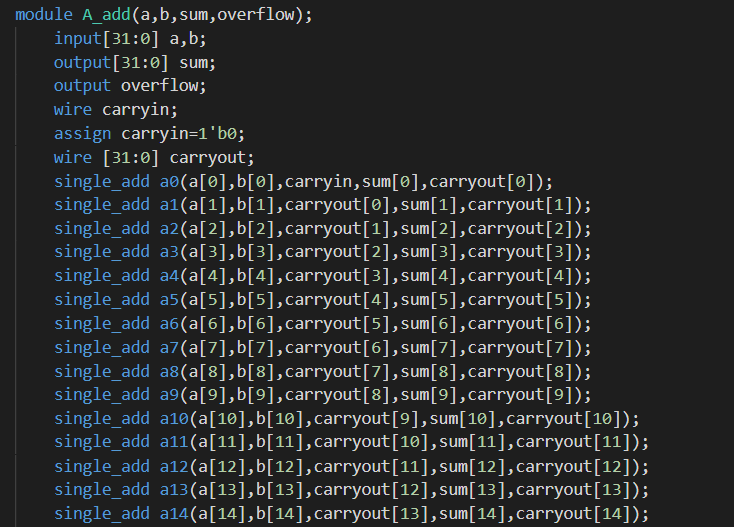 module A_add(a,b,sum,overflow);
input[31:0] a,b;
output[31:0] sum;
output overflow;
wire carryin;
assign carryin=1'b0;
wire [31:0] carryout;
single_add a0(a[0],b[0],carryin,sum[0],carryout[0]);
single_add a1(a[1],b[1],carryout[0],sum[1],carryout[1]);
single_add a2(a[2],b[2],carryout[1],sum[2],carryout[2]);
single_add a3(a[3],b[3],carryout[2],sum[3],carryout[3]);
single_add a4(a[4],b[4],carryout[3],sum[4],carryout[4]);
single_add a5(a[5],b[5],carryout[4],sum[5],carryout[5]);
single_add a6(a[6],b[6],carryout[5],sum[6],carryout[6]);
single_add a7(a[7],b[7],carryout[6],sum[7],carryout[7]);
single_add a8(a[8],b[8],carryout[7],sum[8],carryout[8]);
single_add a9(a[9],b[9],carryout[8],sum[9],carryout[9]);
single_add a10(a[10],b[10],carryout[9],sum[10],carryout[10]);
single_add a11(a[11],b[11],carryout[10],sum[11],carryout[11]);
single_add a12(a[12],b[12],carryout[11],sum[12],carryout[12]);
single_add a13(a[13],b[13],carryout[12],sum[13],carryout[13]);
single_add a14(a[14],b[14],carryout[13],sum[14],carryout[14]);